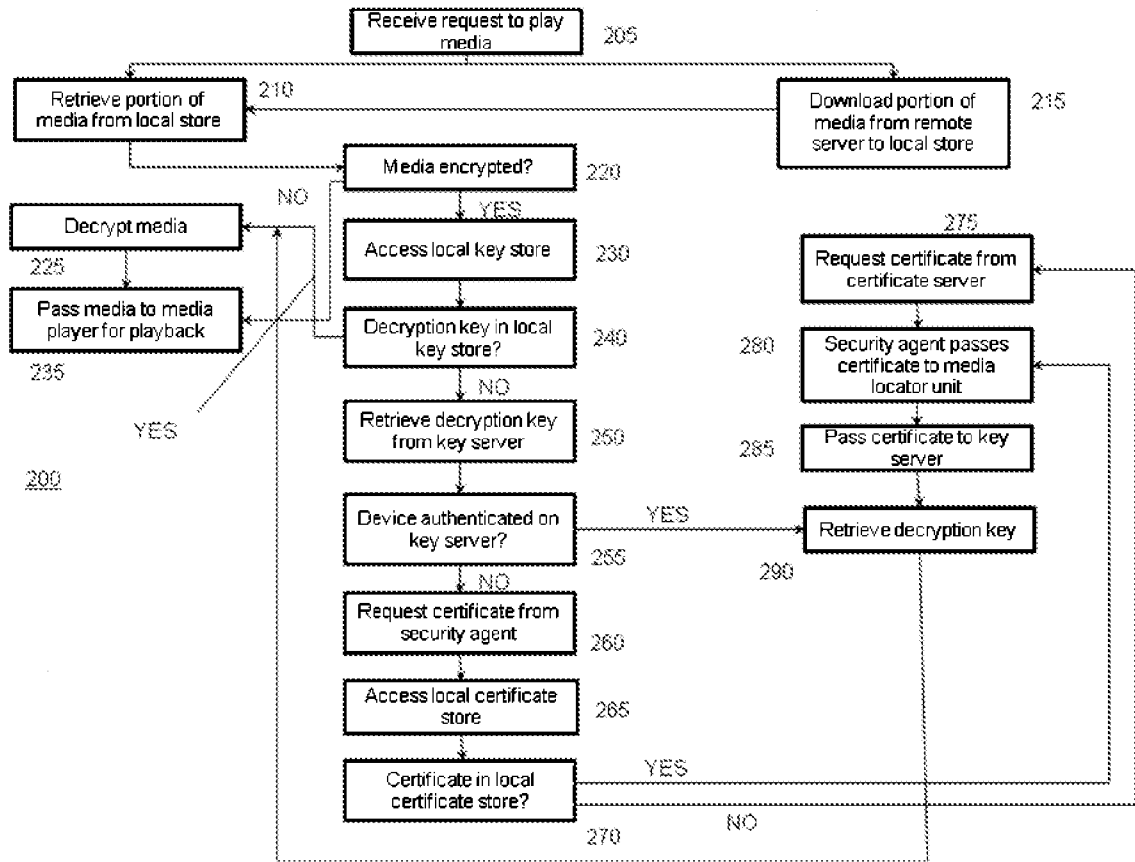 Receive request to play
media
205
Retrieve portion of
media from local store
210
Download portion of
media from remote
server to local store
215
Media encrypted?
220
NO
YES
Decrypt media
225
Access local key store
230
275
Request certificate from
certificate server
Pass media to media
player for playback
235
Decryption key in local
key store?
240
280
Security agent passes
certificate to media
locator unit
NO
YES
Retrieve decryption key
from key server
250
285
Pass certificate to key
server
200
Device authenticated on
key server?
255
YES
Retrieve decryption key
290
NO
Request certificate from
security agent
260
Access local certificate
store
265
Certificate in local
certificate store?
270
YES
NO